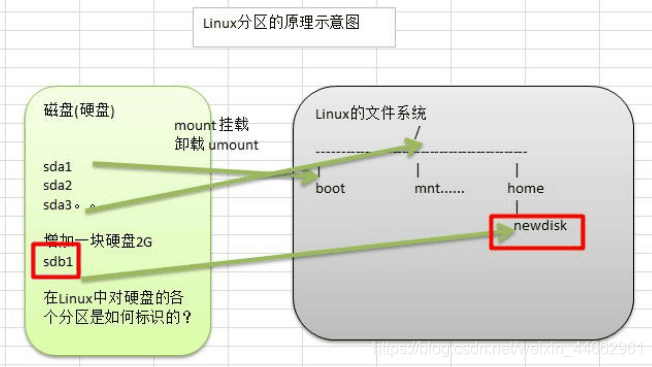 Linux分区的原理示意图
磁盘(硬盘)
mount 挂载
卸载 umount
sda1
sda2
sda3。。
增加一块硬盘2G
sdb1
在Linux中对硬盘的各
个分区是如何标识的？
Linux的文件系统
/
boot mnt...... home
newdisk
https://blog.csdn.net/weixin_44662961